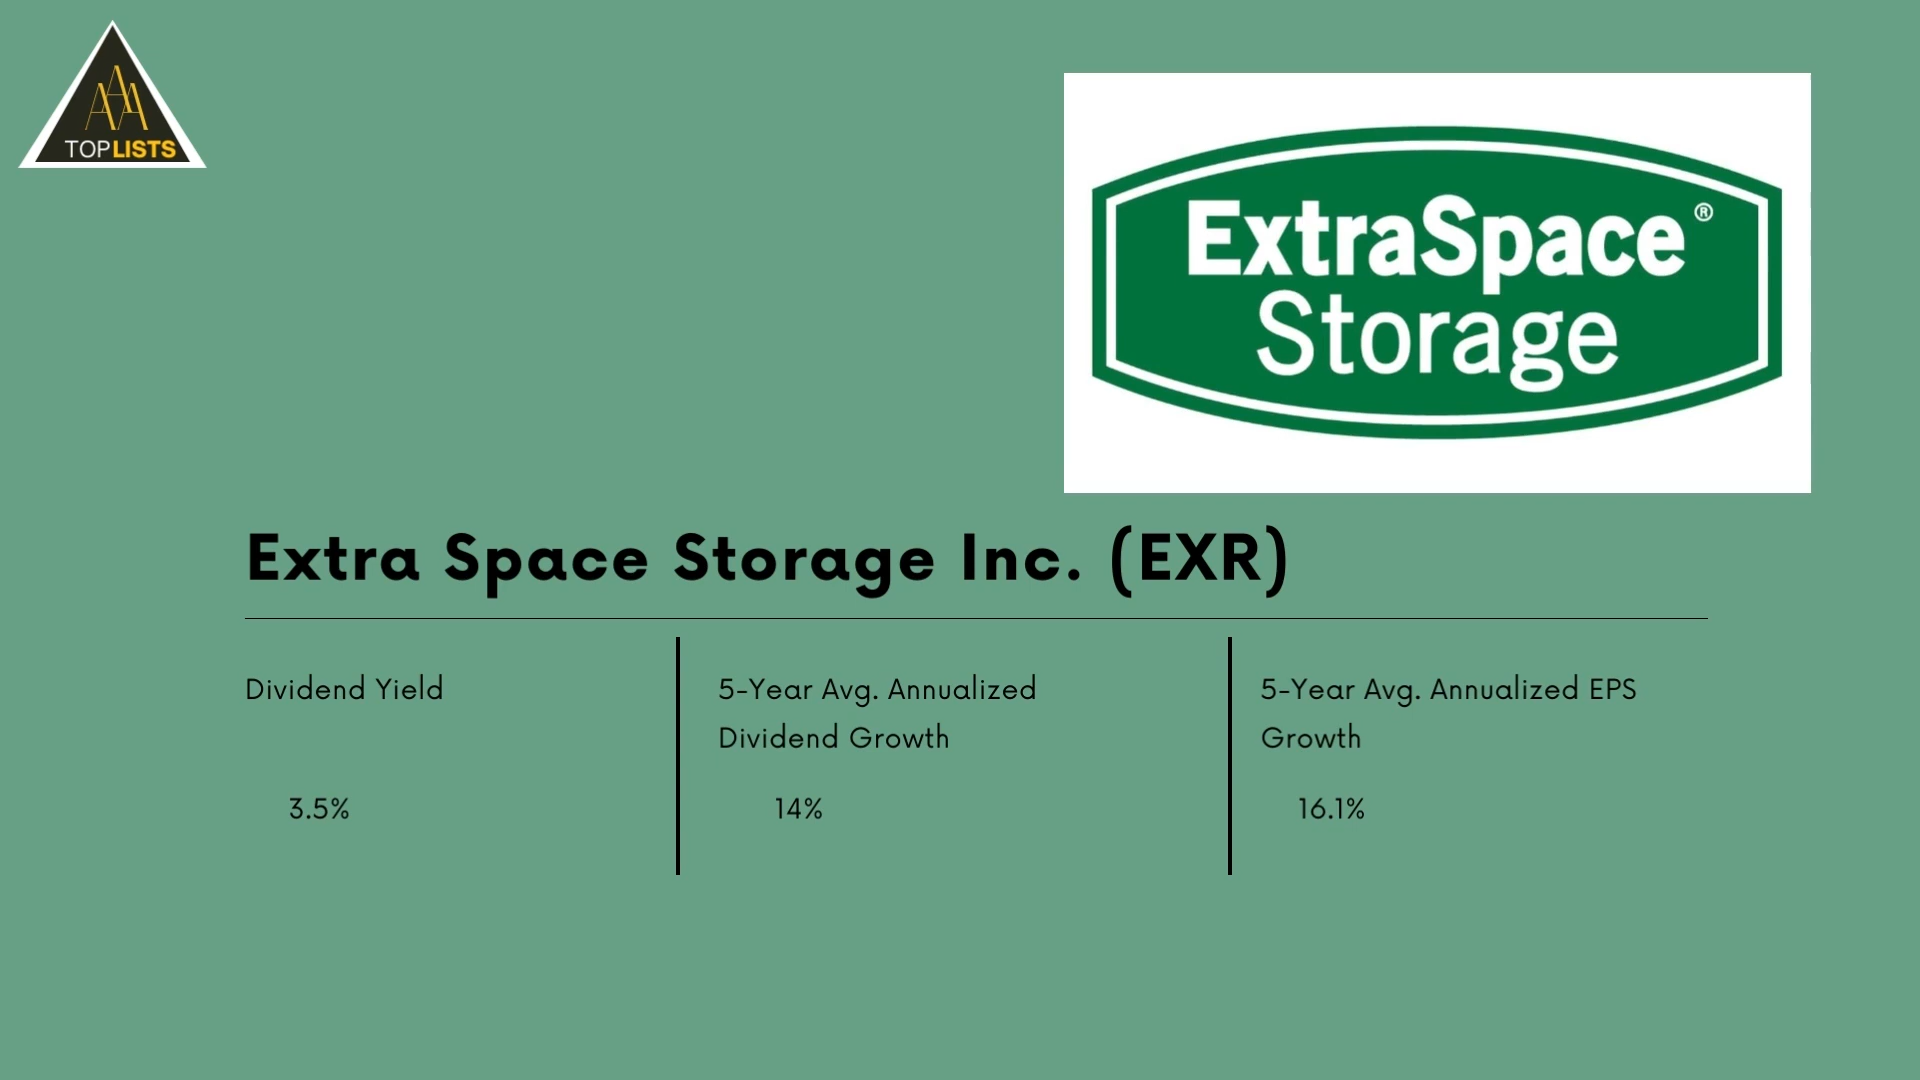 AAA
TOPLISTS
ExtraSpace®
Storage
Extra Space Storage Inc. (EXR)
Dividend Yield
3.5%
5-Year Avg. Annualized
Dividend Growth
14%
5-Year Avg. Annualized EPS
Growth
16.1%